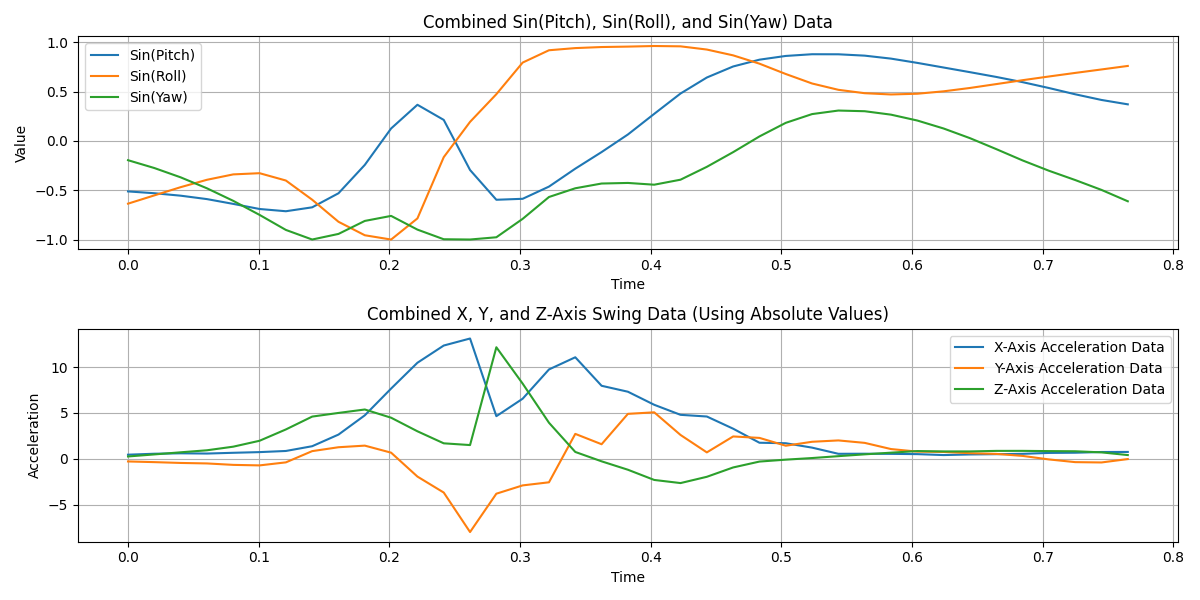 Combined Sin(Pitch), Sin(Roll), and Sin(Yaw) Data
Sin(Pitch)
Sin(Roll)
Sin(Yaw)
Value
1.0
0.5
0.0
−0.5
−1.0
0.0 0.1 0.2 0.3 0.4 0.5 0.6 0.7 0.8
Time
Combined X, Y, and Z-Axis Swing Data (Using Absolute Values)
X-Axis Acceleration Data
Y-Axis Acceleration Data
Z-Axis Acceleration Data
Acceleration
10
5
0
−5
0.0 0.1 0.2 0.3 0.4 0.5 0.6 0.7 0.8
Time